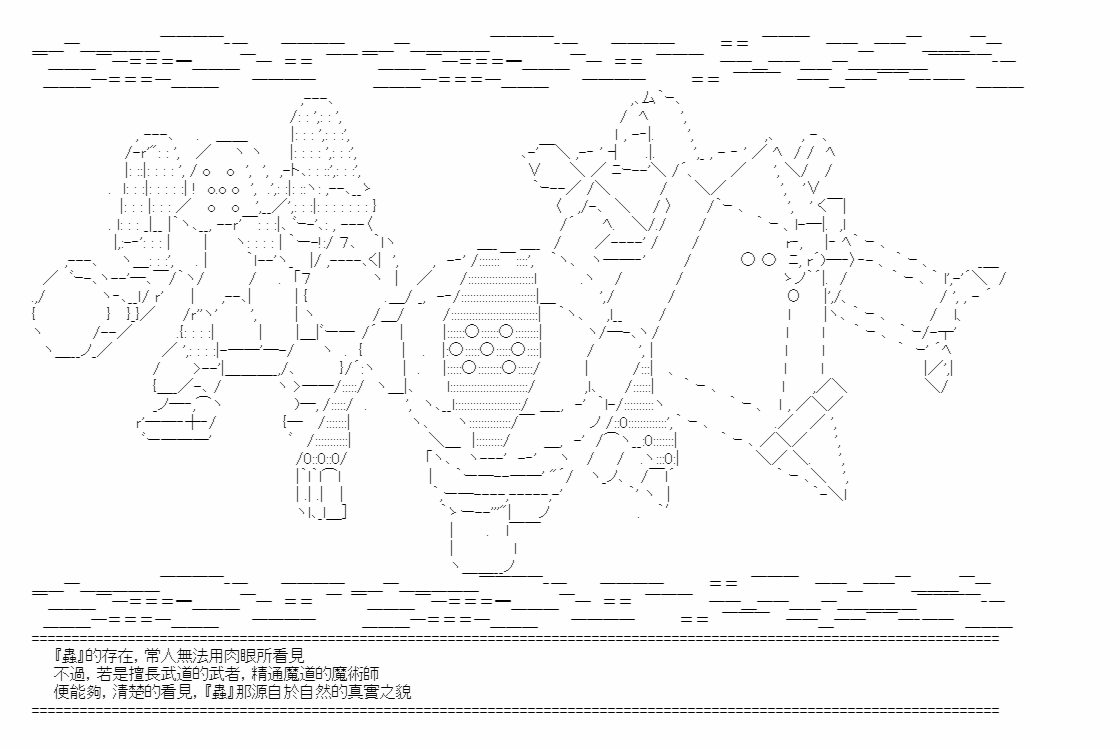 『蟲』的存在，常人無法用肉眼所看見
不過，若是擅長武道的武者，精通魔道的魔術師
便能夠，清楚的看見，『蟲』那源自於自然的真實之貌